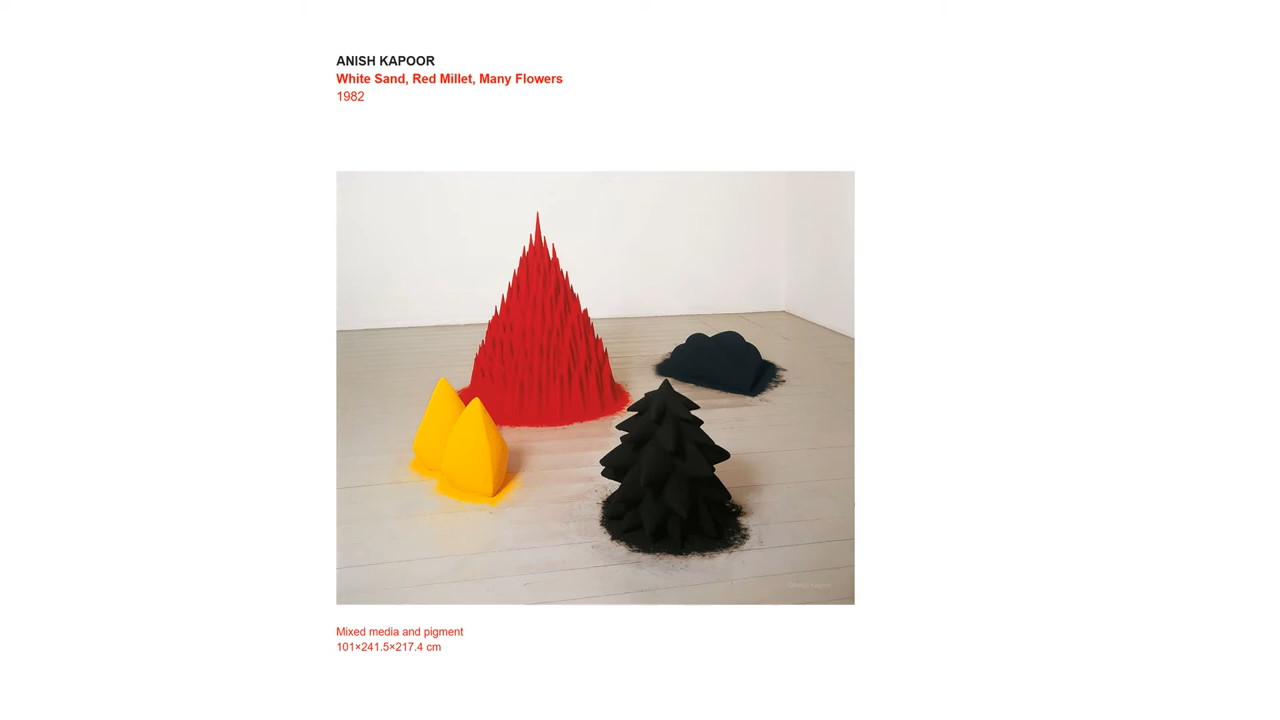 ANISH KAPOOR
White Sand, Red Millet, Many Flowers
1982
Mixed media and pigment
101×241.5×217.4 cm